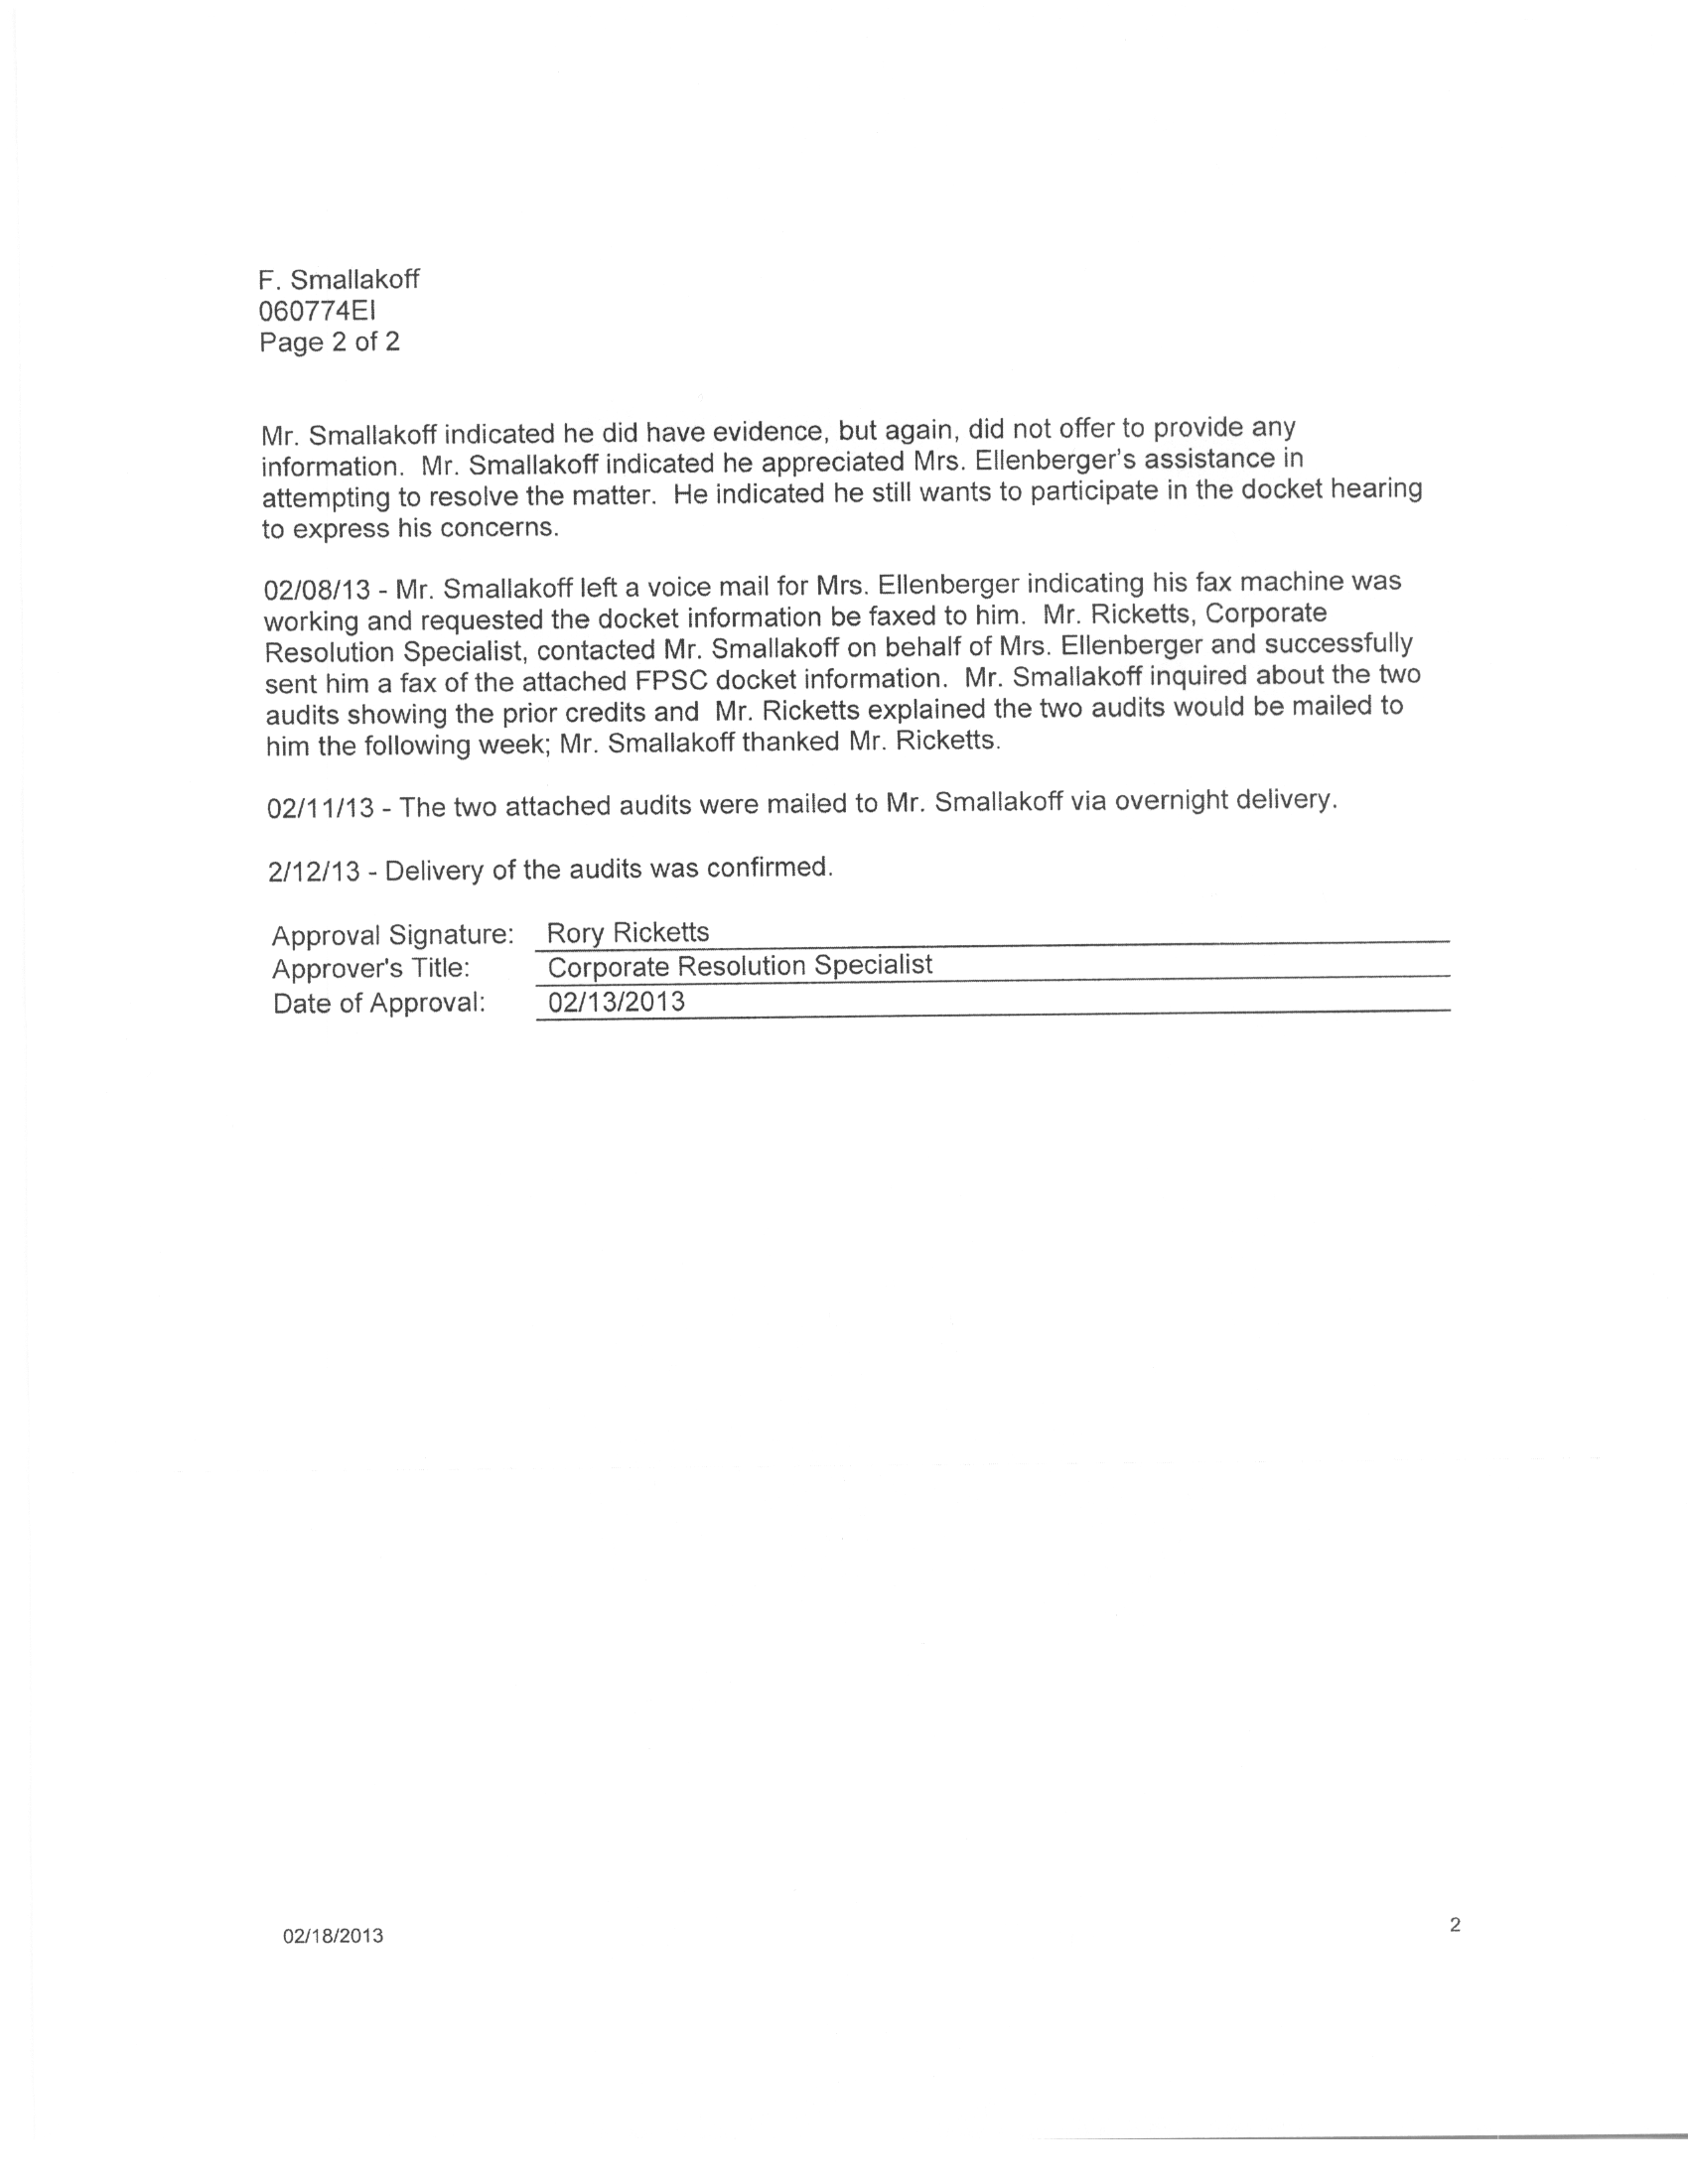 F. Smallakoff
060774EI
Page 2 of 2
Mr. Smallakoff indicated he did have evidence, but again, did not offer to provide any
information.  Mr. Smallakoff indicated he appreciated Mrs. Ellenberger's assistance in
attempting to resolve the matter.  He indicated he still wants to participate in the docket hearing
to express his concerns.
02/08/13 - Mr. Smallakoff left a voice mail for Mrs. Ellenberger indicating his fax machine was
working and requested the docket information be faxed to him.  Mr. Ricketts, Corporate
Resolution Specialist, contacted Mr. Smallakoff on behalf of Mrs. Ellenberger and successfully
sent him a fax of the attached FPSC docket information.  Mr. Smallakoff inquired about the two
audits showing the prior credits and  Mr. Ricketts explained the two audits would be mailed to
him the following week; Mr. Smallakoff thanked Mr. Ricketts.
02/11/13 - The two attached audits were mailed to Mr. Smallakoff via overnight delivery.
2/12/13 - Delivery of the audits was confirmed.
Approval Signature: Rory Ricketts
Approver's Title: Corporate Resolution Specialist
Date of Approval: 02/13/2013
02/18/2013 2